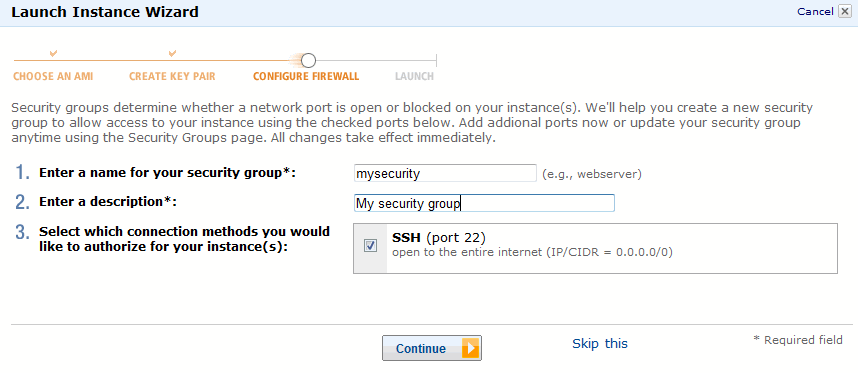 Launch Instance Wizard
Cancel
CHOOSE AN AMI CREATE KEY PAIR CONFIGURE FIREWALL LAUNCH
Security groups determine whether a network port is open or blocked on your instance(s). We'll help you create a new security
group to allow access to your instance using the checked ports below. Add addional ports now or update your security group
anytime using the Security Groups page. All changes take effect immediately.
1. Enter a name for your security group*: mysecurity (e.g., webserver)
2. Enter a description*: My security group
3. Select which connection methods you would
like to authorize for your instance(s):
SSH (port 22)
open to the entire internet (IP/CIDR = 0.0.0.0/0)
Continue
Skip this
* Required field